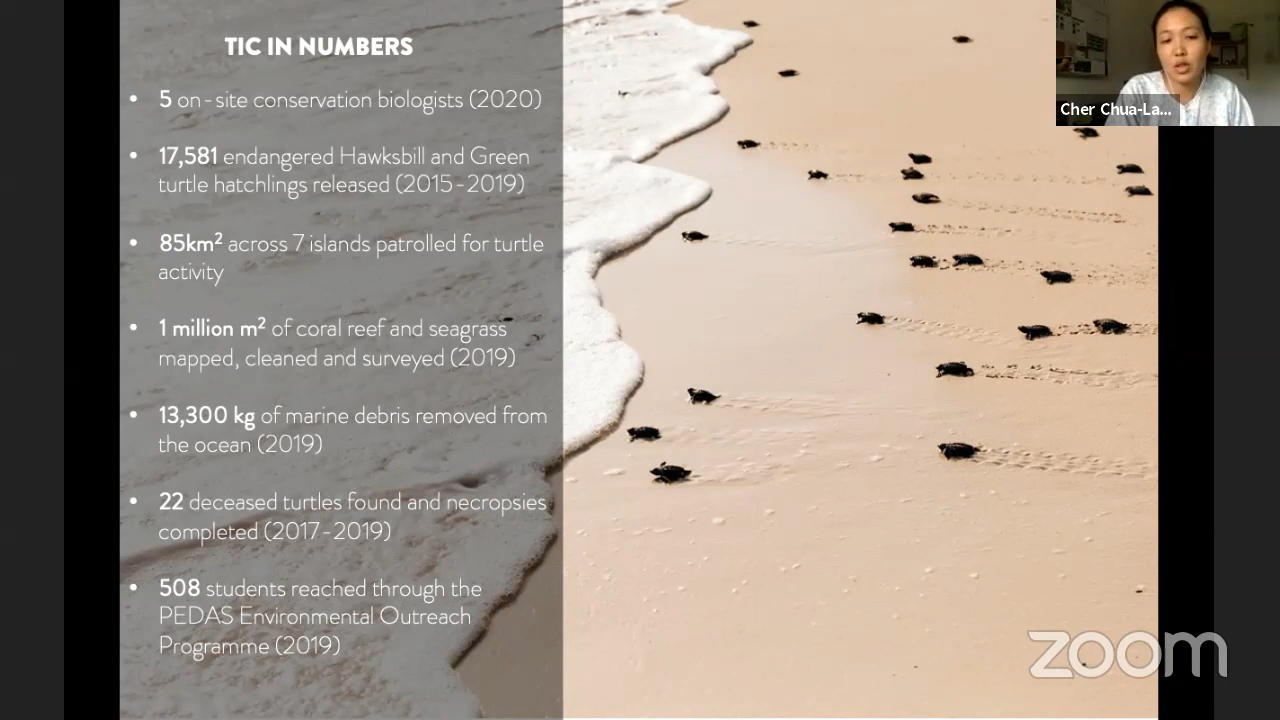 TIC IN NUMBERS
• 5 on-site conservation biologists (2020)
• 17,581 endangered Hawksbill and Green
turtle hatchlings released (2015-2019)
• 85km² across 7 islands patrolled for turtle
activity
• 1 million m² of coral reef and seagrass
mapped, cleaned and surveyed (2019)
• 13,300 kg of marine debris removed from
the ocean (2019)
• 22 deceased turtles found and necropsies
completed (2017-2019)
• 508 students reached through the
PEDAS Environmental Outreach
Programme (2019)
Cher Chua-La...
zoom